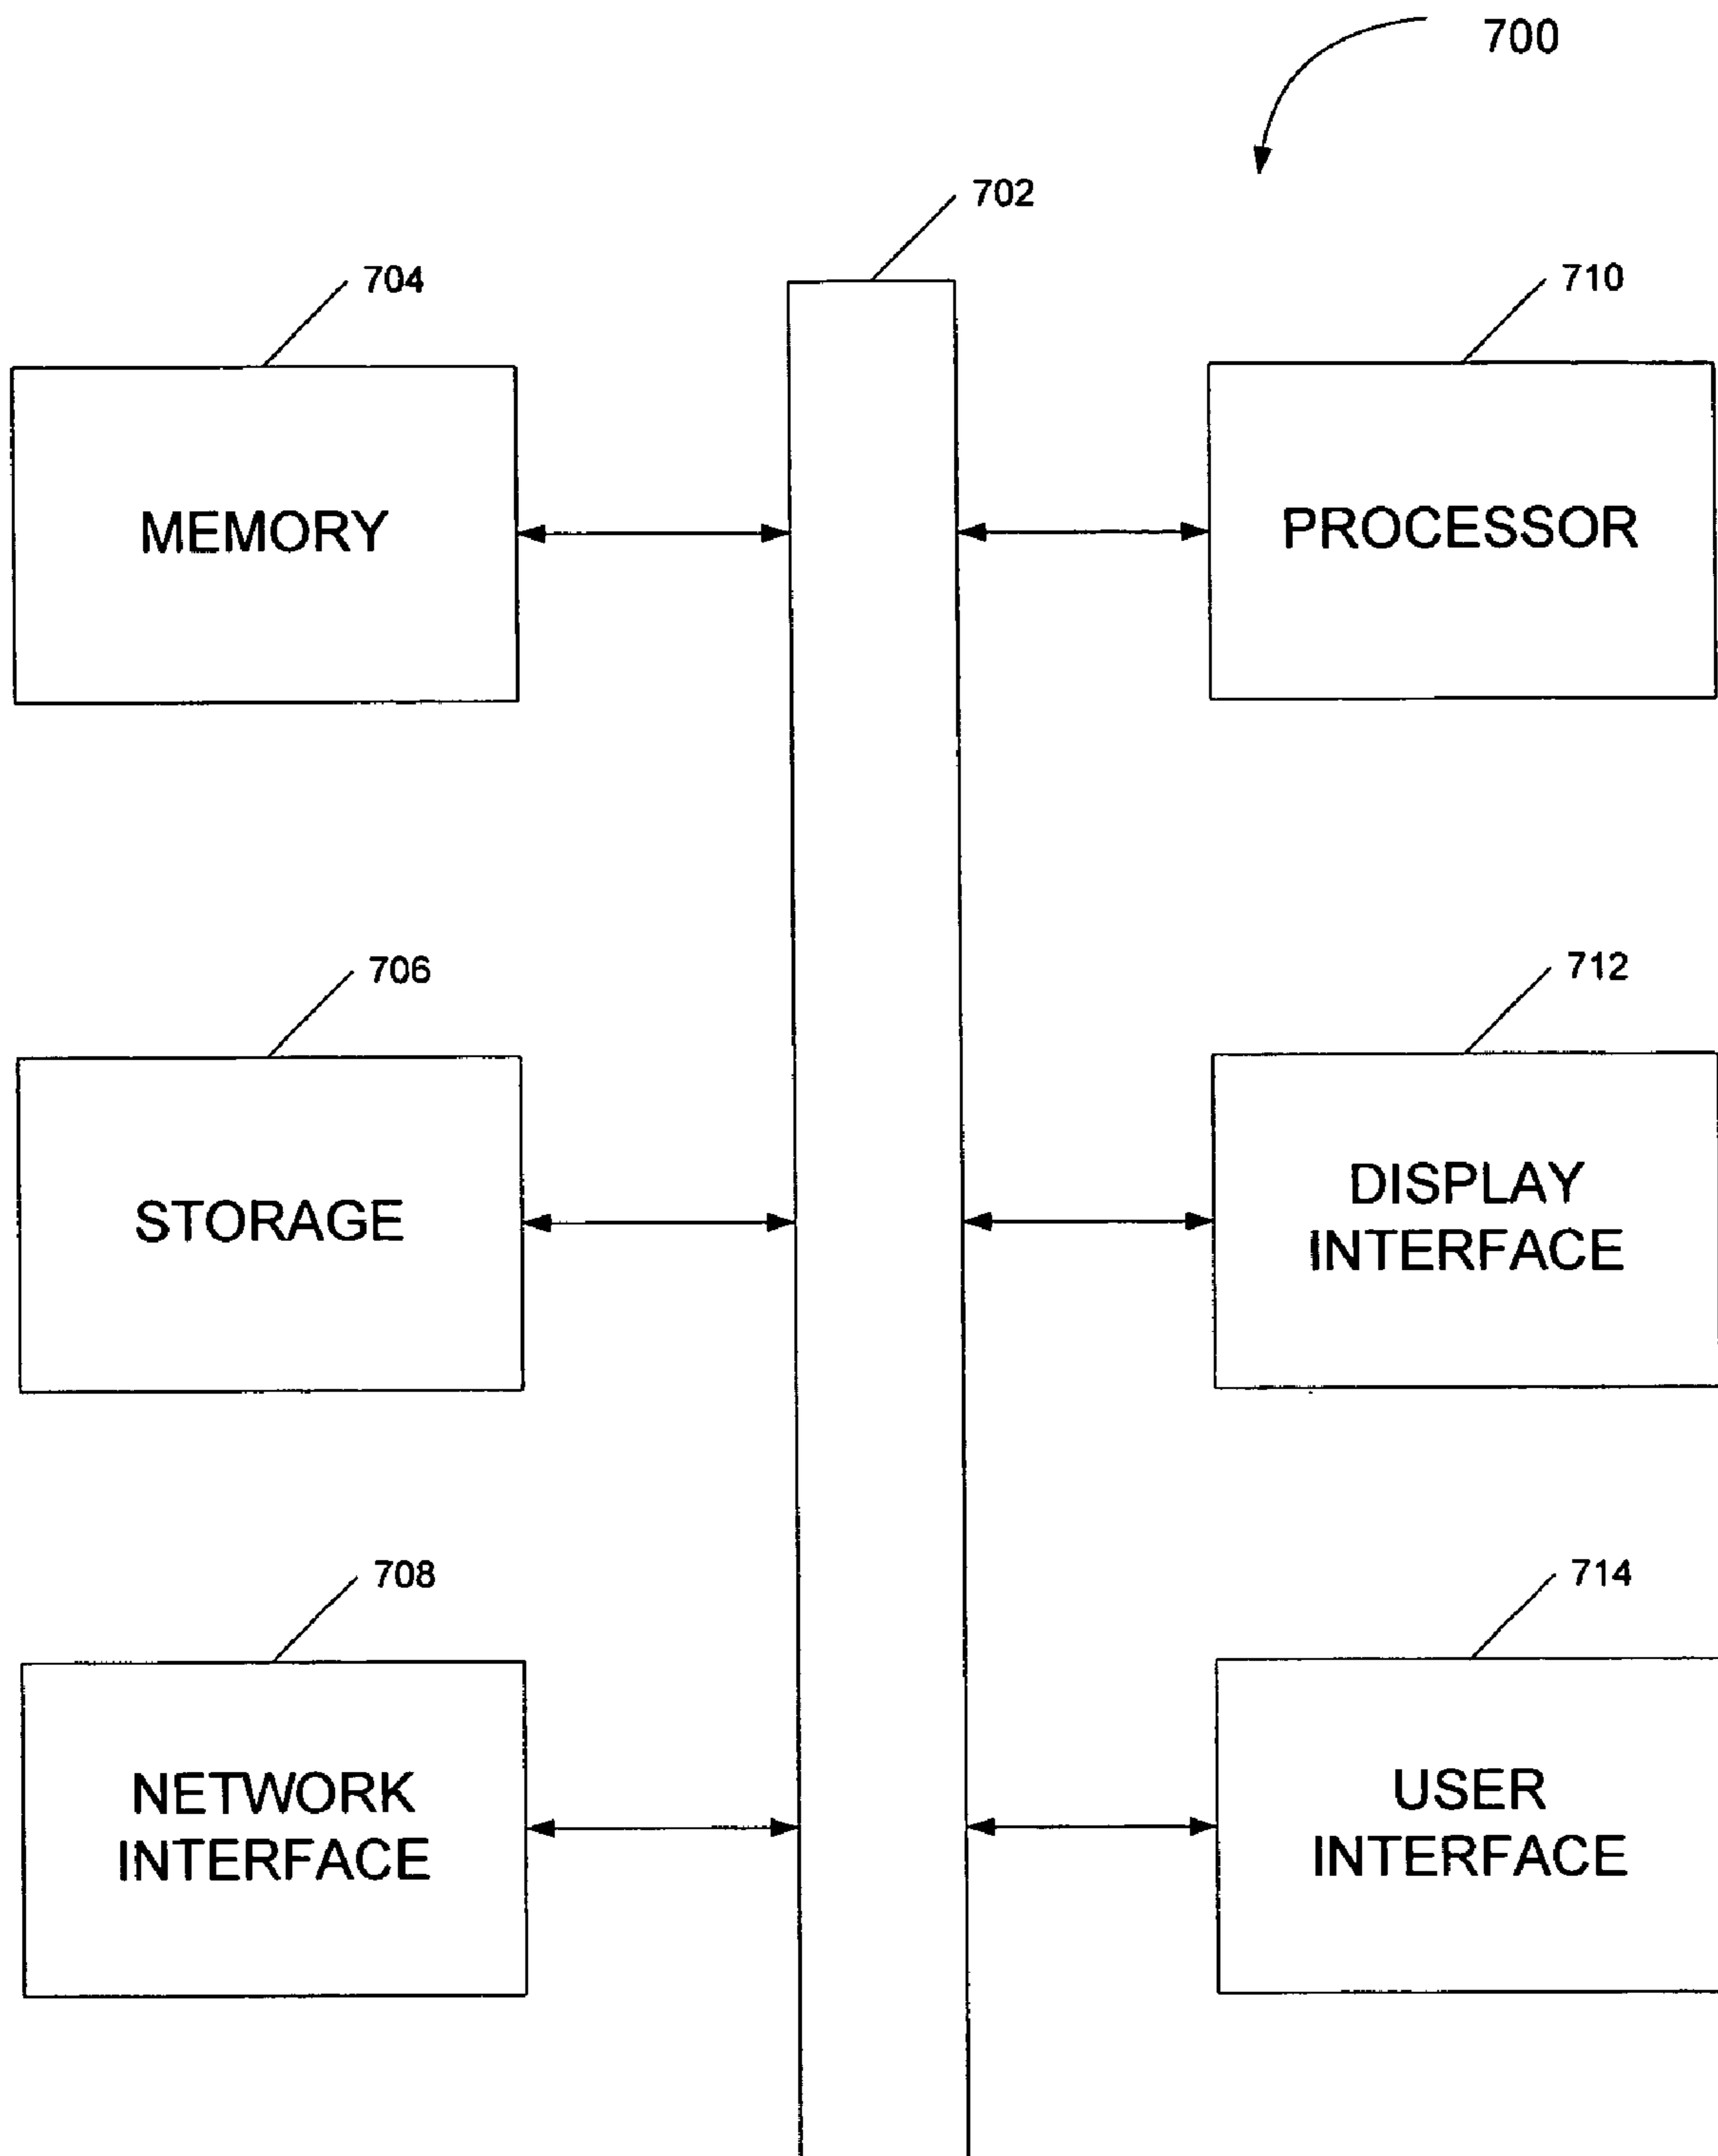 700
702
704
710
MEMORY
PROCESSOR
706
712
STORAGE
DISPLAY
INTERFACE
708
714
NETWORK
INTERFACE
USER
INTERFACE